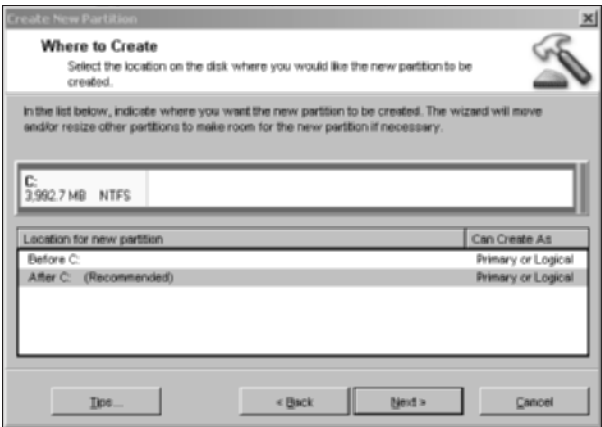 Create New Partition
Where to Create
Select the location on the disk where you would like the new partition to be
created.
In the list below, indicate where you want the new partition to be created. The wizard will move
and/or resize other partitions to make room for the new partition if necessary.
C:
3,992.7 MB NTFS
Location for new partition Can Create As
Before C: Primary or Logical
After C: (Recommended) Primary or Logical
Tips... < Back Next > Cancel